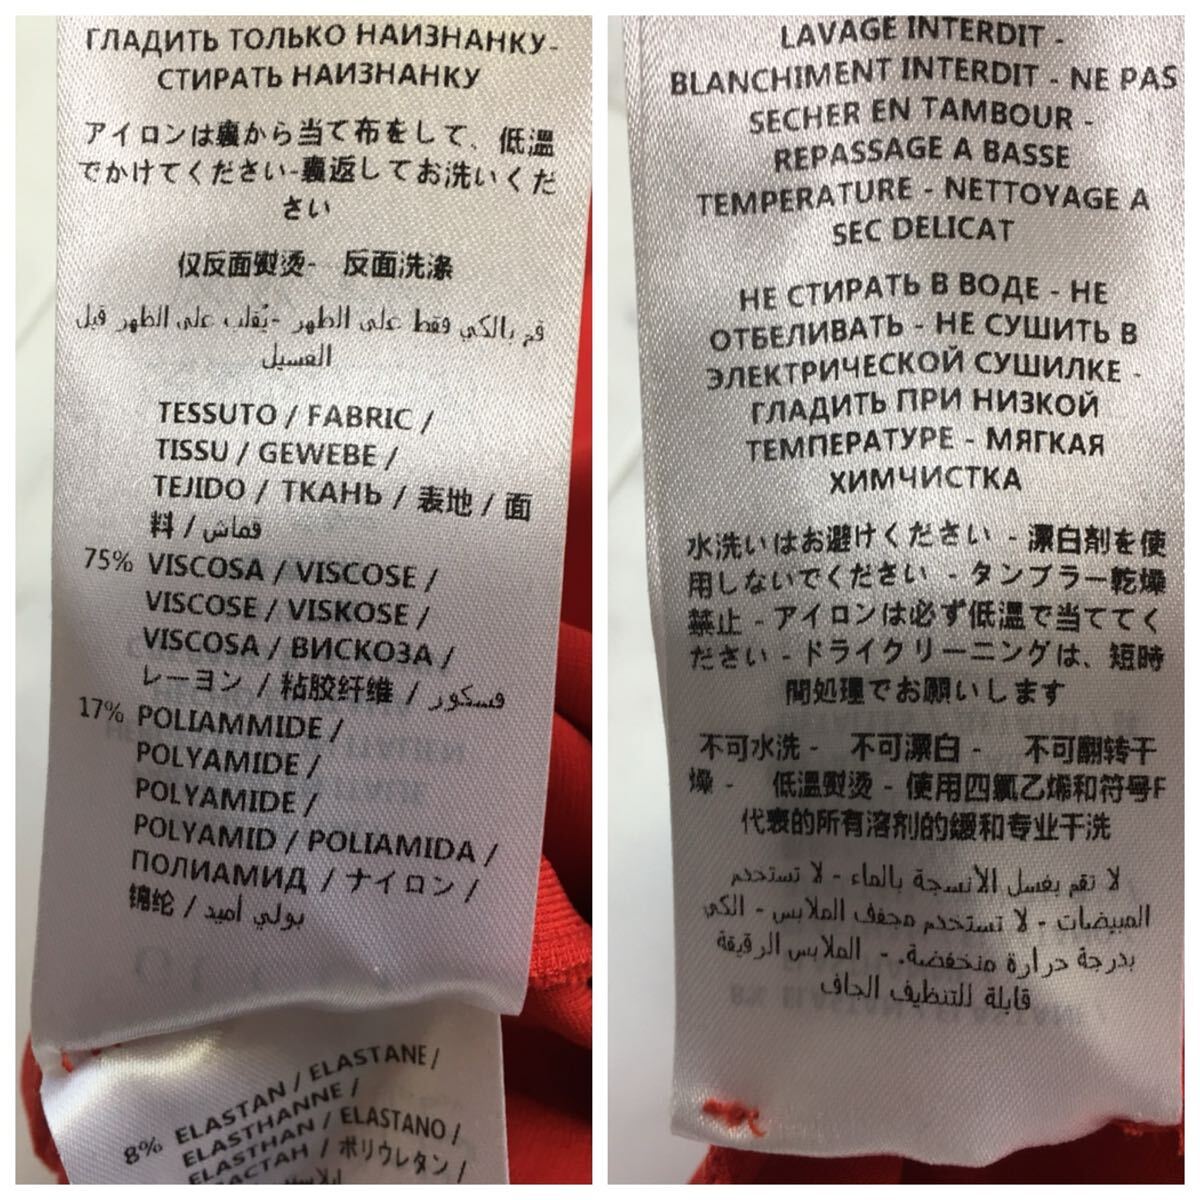 ГЛАДИТЬ ТОЛЬКО НАИЗНАНКУ-
СТИРАТЬ НАИЗНАНКУ
アイロンは裏から当て布をして、低温
でかけてください-裏返してお洗いくだ
さい
仅反面熨烫- 反面洗涤
قم بالكي فقط على الظهر -يُقلب على الظهر قبل
الغسيل
TESSUTO / FABRIC /
TISSU / GEWEBE /
TEJIDO / ТКАНЬ / 表地 / 面
料 / قماش
75% VISCOSA / VISCOSE /
VISCOSE / VISKOSE /
VISCOSA / ВИСКОЗА /
レーヨン / 粘胶纤维 / فسكوز
17% POLIAMMIDE /
POLYAMIDE /
POLYAMIDE /
POLYAMID / POLIAMIDA /
ПОЛИАМИД / ナイロン /
锦纶 / بولي أميد
8% ELASTAN / ELASTANE /
ELASTHANNE /
ELASTHAN / ELASTANO /
ЭЛАСТАН / ポリウレタン /
LAVAGE INTERDIT -
BLANCHIMENT INTERDIT - NE PAS
SECHER EN TAMBOUR -
REPASSAGE A BASSE
TEMPERATURE - NETTOYAGE A
SEC DELICAT
НЕ СТИРАТЬ В ВОДЕ - НЕ
ОТБЕЛИВАТЬ - НЕ СУШИТЬ В
ЭЛЕКТРИЧЕСКОЙ СУШИЛКЕ -
ГЛАДИТЬ ПРИ НИЗКОЙ
ТЕМПЕРАТУРЕ - МЯГКАЯ
ХИМЧИСТКА
水洗いはお避けください - 漂白剤を使
用しないでください - タンブラー乾燥
禁止 - アイロンは必ず低温で当ててく
ださい - ドライクリーニングは、短時
間処理でお願いします
不可水洗 - 不可漂白 - 不可翻转干
燥 - 低温熨烫 - 使用四氯乙烯和符号F
代表的所有溶剂的缓和专业干洗
لا تقم بغسل الأنسجة بالماء - لا تستخدم
المبيضات - لا تستخدم مجفف الملابس - الكي
بدرجة حرارة منخفضة. - الملابس الرقيقة
قابلة للتنظيف الجاف